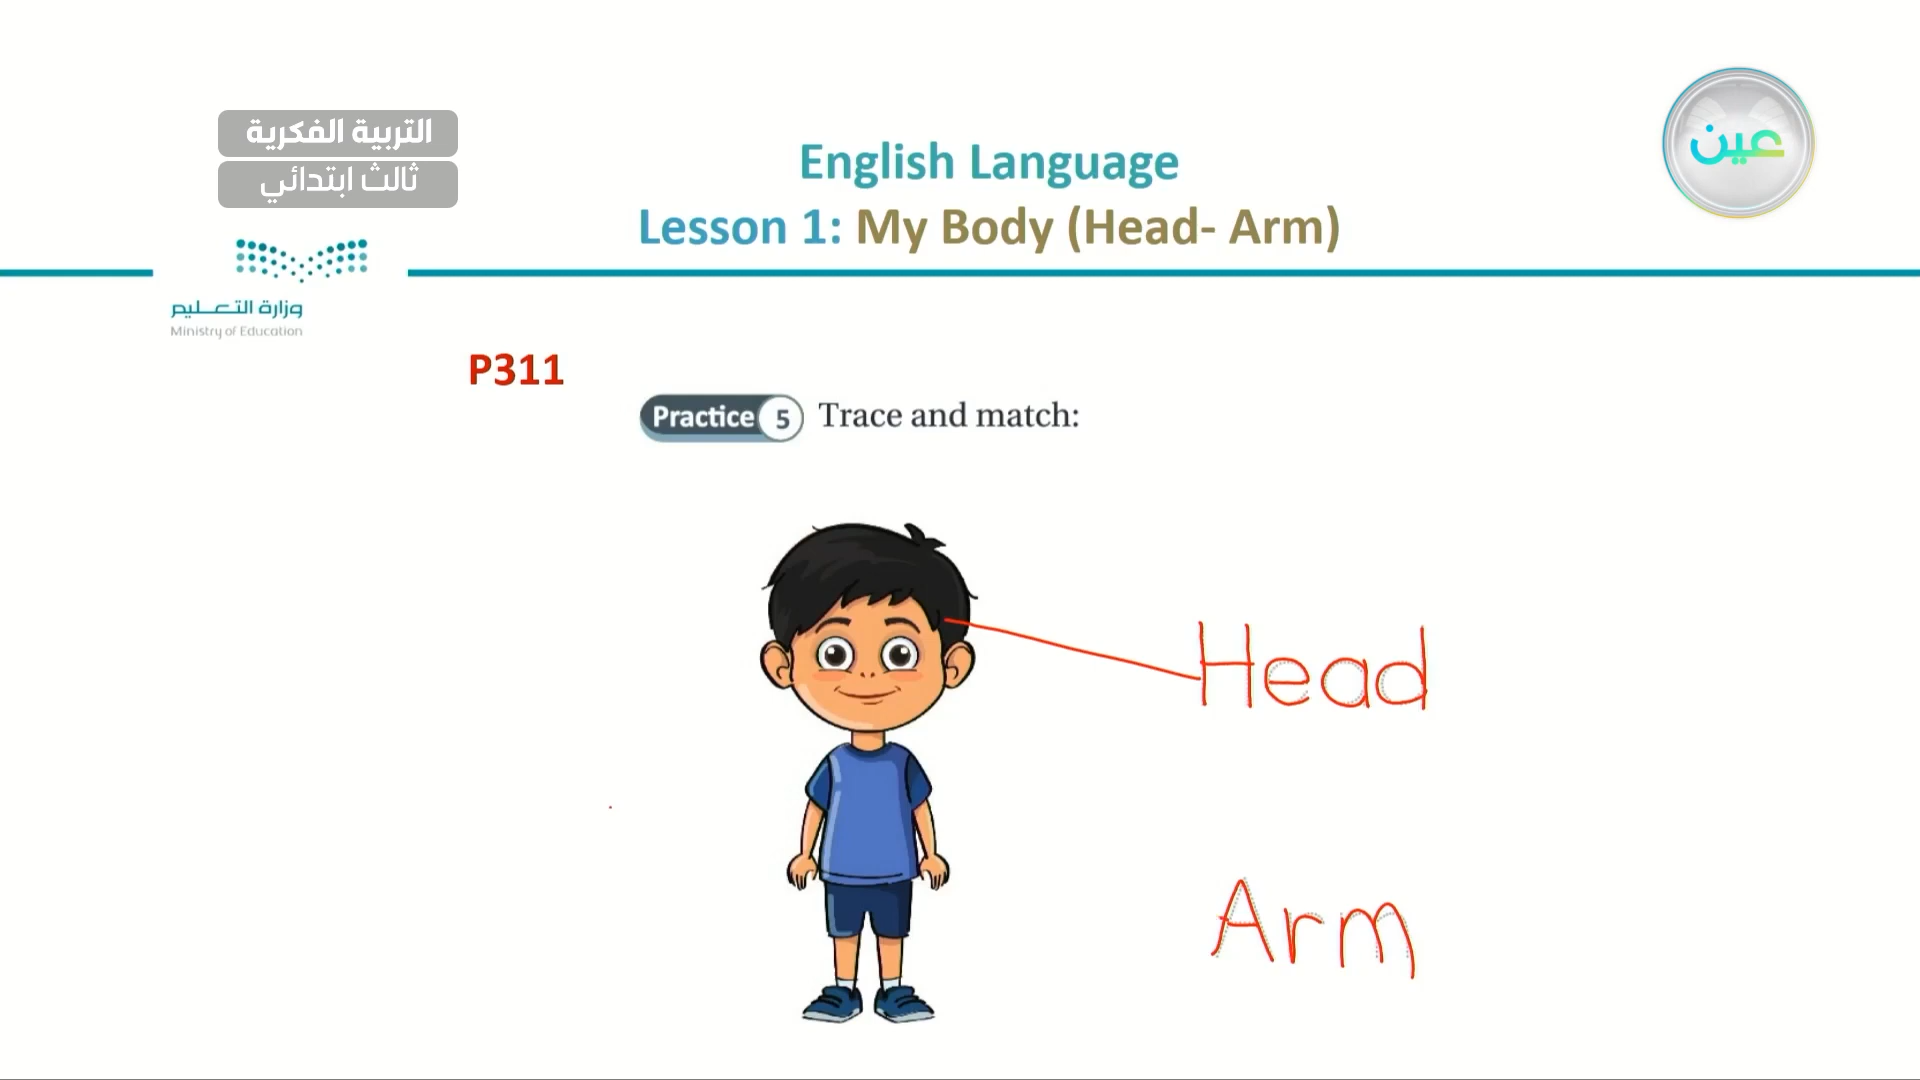 التربية الفكرية
ثالث ابتدائي
عين
English Language
Lesson 1: My Body (Head- Arm)
وزارة التعليم
Ministry of Education
P311
Practice 5 Trace and match:
Head
Arm